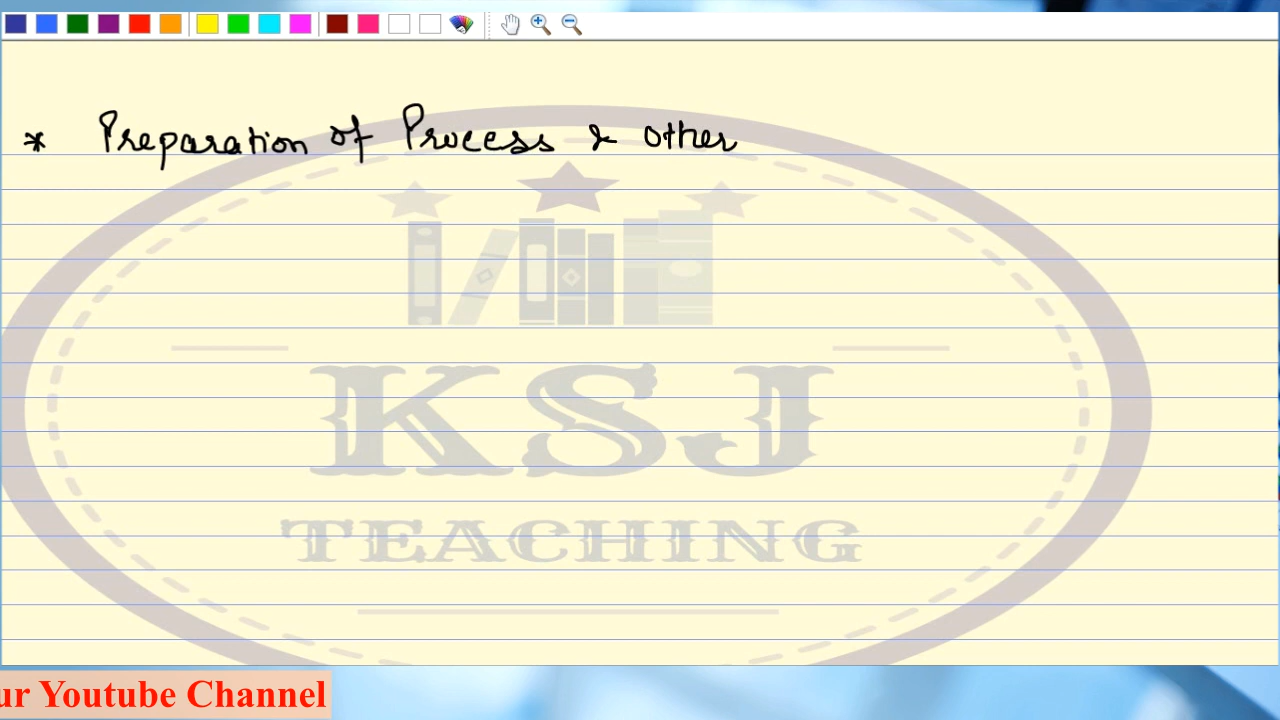 * Preparation of Process & other
KSJ
TEACHING
ur Youtube Channel